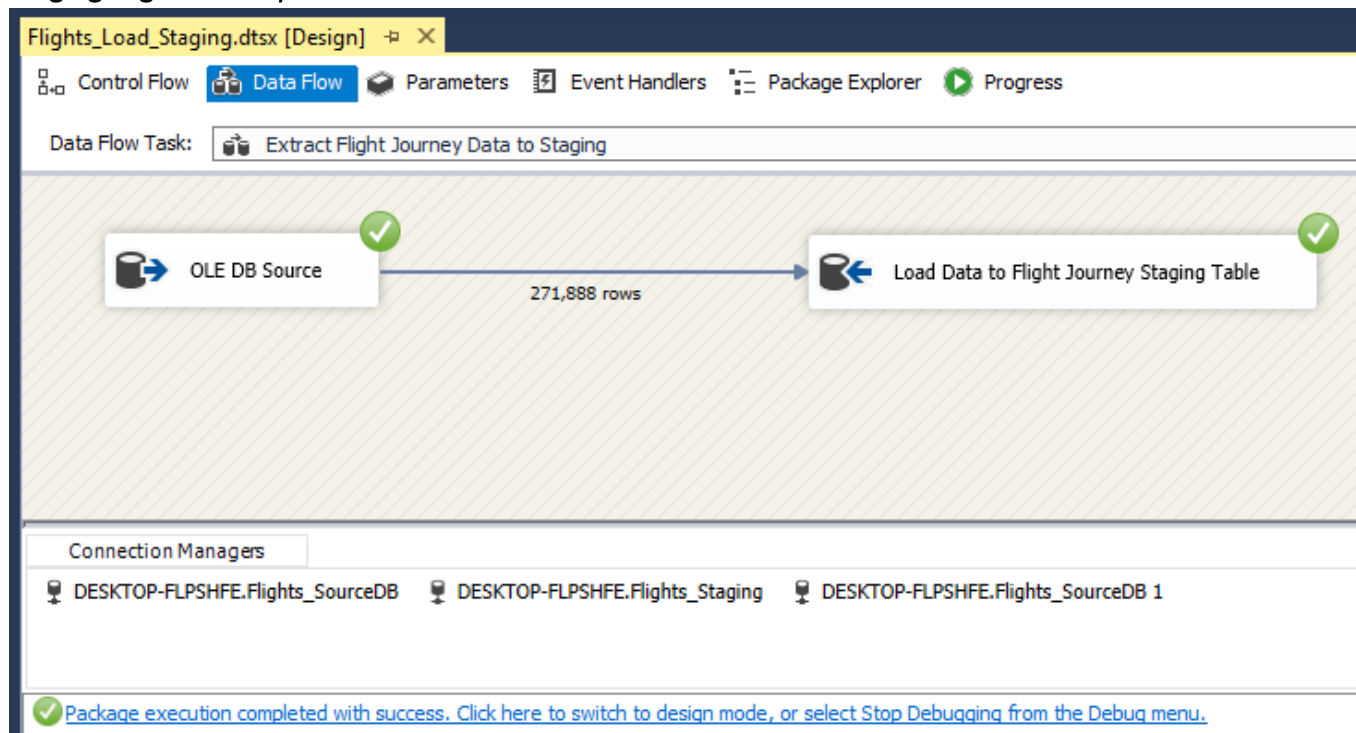 Flights_Load_Staging.dtsx [Design]
Control Flow Data Flow Parameters Event Handlers Package Explorer Progress
Data Flow Task: Extract Flight Journey Data to Staging
OLE DB Source
271,888 rows
Load Data to Flight Journey Staging Table
Connection Managers
DESKTOP-FLPSHFE.Flights_SourceDB DESKTOP-FLPSHFE.Flights_Staging DESKTOP-FLPSHFE.Flights_SourceDB 1
Package execution completed with success. Click here to switch to design mode, or select Stop Debugging from the Debug menu.